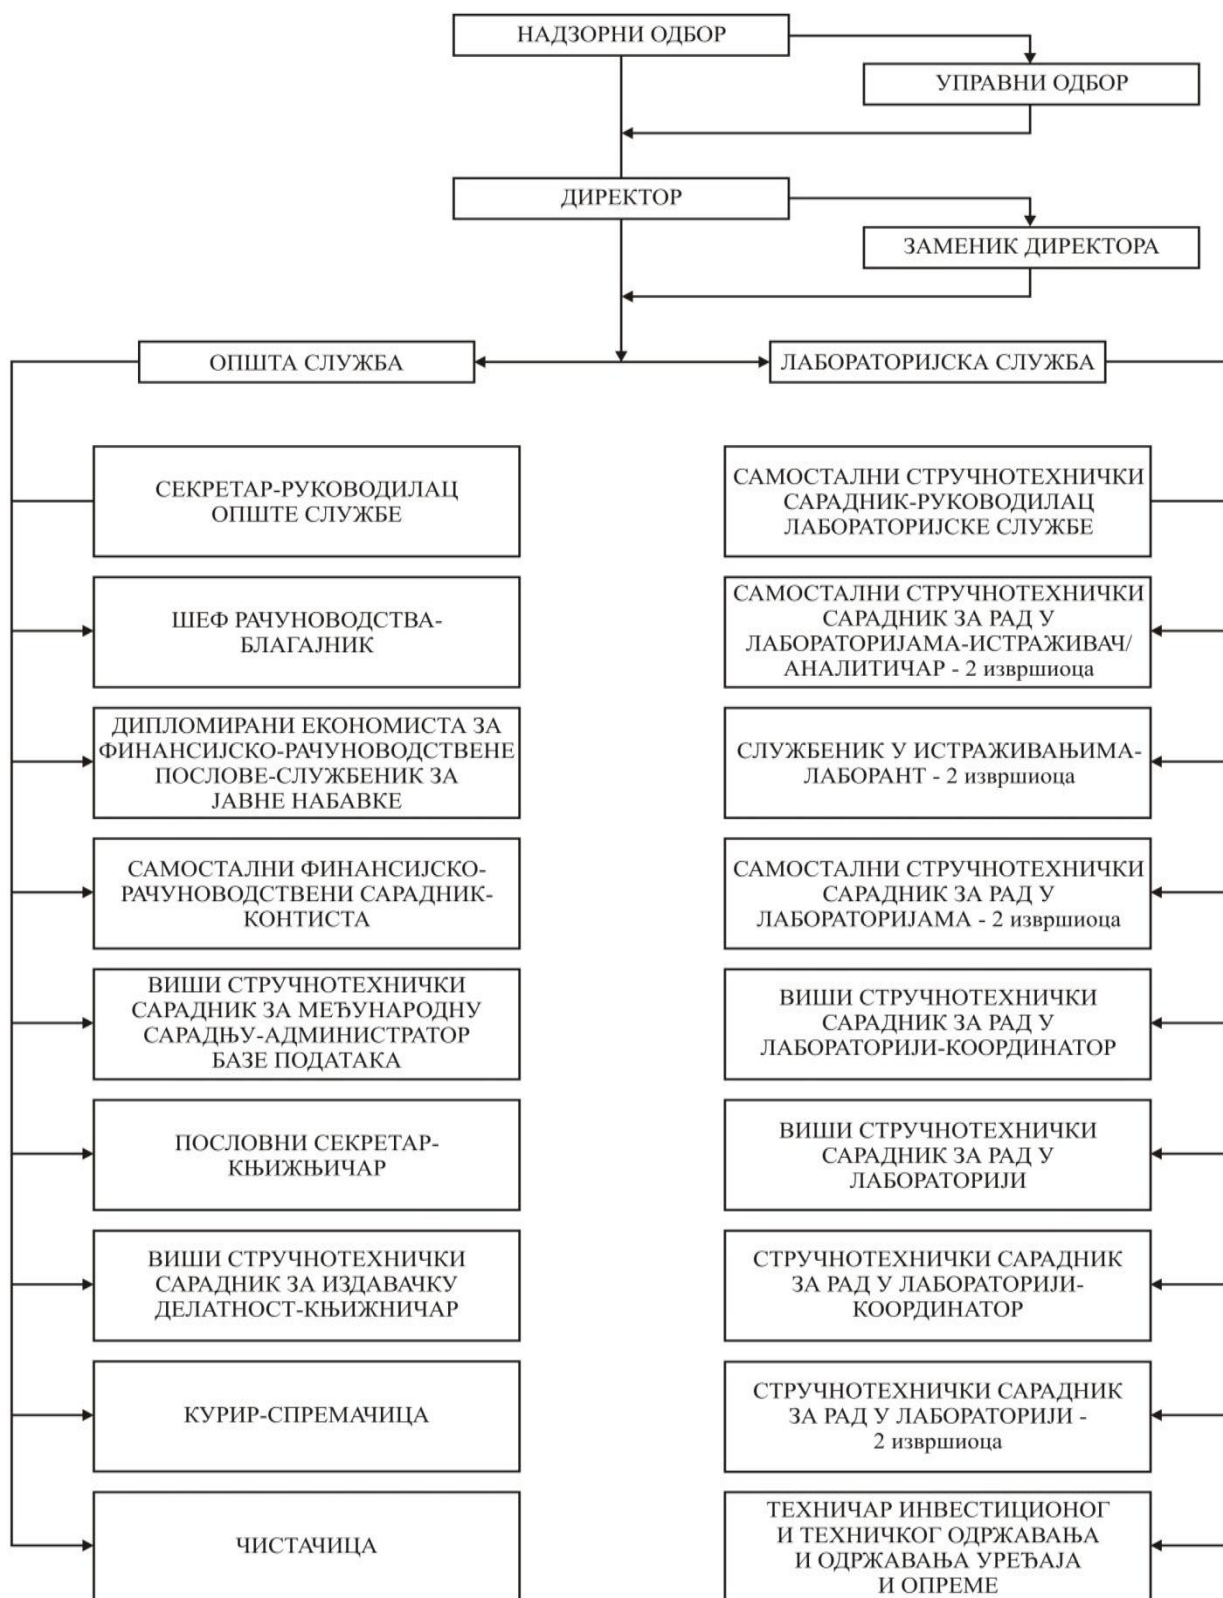 НАДЗОРНИ ОДБОР
УПРАВНИ ОДБОР
ДИРЕКТОР
ЗАМЕНИК ДИРЕКТОРА
ОПШТА СЛУЖБА
ЛАБОРАТОРИЈСКА СЛУЖБА
СЕКРЕТАР-РУКОВОДИЛАЦ
ОПШТЕ СЛУЖБЕ
ШЕФ РАЧУНОВОДСТВА-
БЛАГАЈНИК
ДИПЛОМИРАНИ ЕКОНОМИСТА ЗА
ФИНАНСИЈСКО-РАЧУНОВОДСТВЕНЕ
ПОСЛОВЕ-СЛУЖБЕНИК ЗА
ЈАВНЕ НАБАВКЕ
САМОСТАЛНИ ФИНАНСИЈСКО-
РАЧУНОВОДСТВЕНИ САРАДНИК-
КОНТИСТА
ВИШИ СТРУЧНОТЕХНИЧКИ
САРАДНИК ЗА МЕЂУНАРОДНУ
САРАДЊУ-АДМИНИСТРАТОР
БАЗЕ ПОДАТАКА
ПОСЛОВНИ СЕКРЕТАР-
КЊИЖЊИЧАР
ВИШИ СТРУЧНОТЕХНИЧКИ
САРАДНИК ЗА ИЗДАВАЧКУ
ДЕЛАТНОСТ-КЊИЖНИЧАР
КУРИР-СПРЕМАЧИЦА
ЧИСТАЧИЦА
САМОСТАЛНИ СТРУЧНОТЕХНИЧКИ
САРАДНИК-РУКОВОДИЛАЦ
ЛАБОРАТОРИЈСКЕ СЛУЖБЕ
САМОСТАЛНИ СТРУЧНОТЕХНИЧКИ
САРАДНИК ЗА РАД У
ЛАБОРАТОРИЈАМА-ИСТРАЖИВАЧ/
АНАЛИТИЧАР - 2 извршиоца
СЛУЖБЕНИК У ИСТРАЖИВАЊИМА-
ЛАБОРАНТ - 2 извршиоца
САМОСТАЛНИ СТРУЧНОТЕХНИЧКИ
САРАДНИК ЗА РАД У
ЛАБОРАТОРИЈАМА - 2 извршиоца
ВИШИ СТРУЧНОТЕХНИЧКИ
САРАДНИК ЗА РАД У
ЛАБОРАТОРИЈИ-КООРДИНАТОР
ВИШИ СТРУЧНОТЕХНИЧКИ
САРАДНИК ЗА РАД У
ЛАБОРАТОРИЈИ
СТРУЧНОТЕХНИЧКИ САРАДНИК
ЗА РАД У ЛАБОРАТОРИЈИ-
КООРДИНАТОР
СТРУЧНОТЕХНИЧКИ САРАДНИК
ЗА РАД У ЛАБОРАТОРИЈИ -
2 извршиоца
ТЕХНИЧАР ИНВЕСТИЦИОНОГ
И ТЕХНИЧКОГ ОДРЖАВАЊА
И ОДРЖАВАЊА УРЕЂАЈА
И ОПРЕМЕ